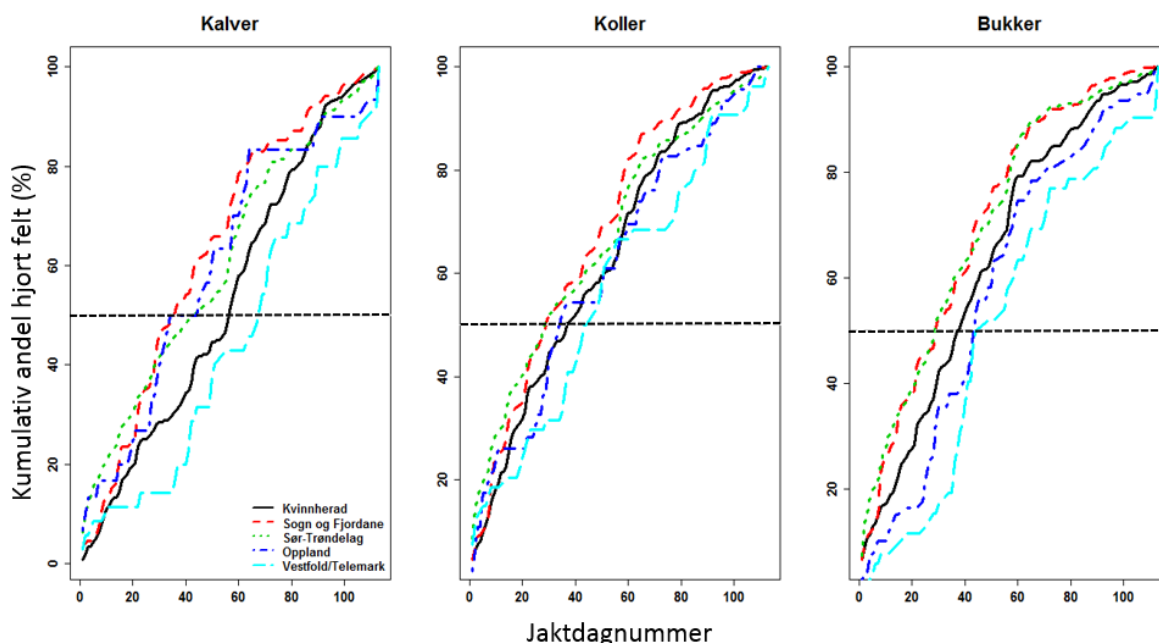 Kalver
Koller
Bukker
Kumulativ andel hjort felt (%)
0 20 40 60 80 100
20 40 60 80 100
20 40 60 80 100
Kvinnherad
Sogn og Fjordane
Sør-Trøndelag
Oppland
Vestfold/Telemark
0 20 40 60 80 100
0 20 40 60 80 100
0 20 40 60 80 100
Jaktdagnummer